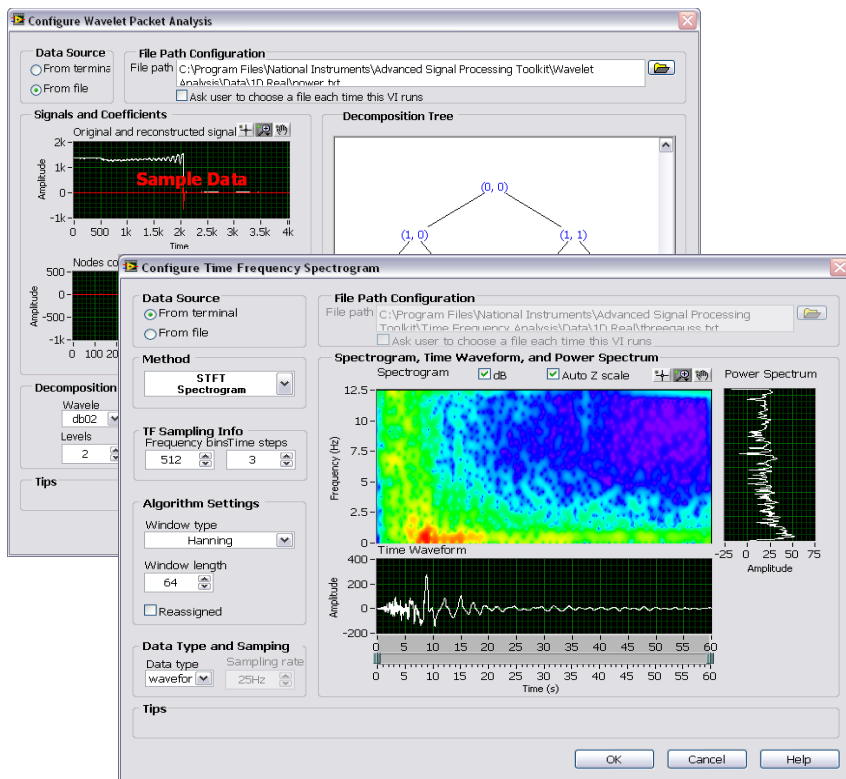 Configure Wavelet Packet Analysis
Data Source
From termina
From file
File Path Configuration
File path
C:\Program Files\National Instruments\Advanced Signal Processing Toolkit\Wavelet
Analysis\Data\1D Real\power.txt
Ask user to choose a file each time this VI runs
Signals and Coefficients
Original and reconstructed signal
2k
1k
0
-1k
Amplitude
Sample Data
0 500 1k 1.5k 2k 2.5k 3k 3.5k 4k
Time
Nodes co
500
0
-500
-1k
Amplitude
0 100 20
Decomposition Tree
(0, 0)
(1, 0) (1, 1)
Decomposition
Wavele
db02
Levels
2
Tips
Configure Time Frequency Spectrogram
Data Source
From terminal
From file
File Path Configuration
File path
C:\Program Files\National Instruments\Advanced Signal Processing
Toolkit\Time Frequency Analysis\Data\1D Real\threegauss.txt
Ask user to choose a file each time this VI runs
Method
STFT
Spectrogram
TF Sampling Info
Frequency bins Time steps
512 3
Algorithm Settings
Window type
Hanning
Window length
64
Reassigned
Data Type and Samping
Data type Sampling rate
wavefor 25Hz
Spectrogram, Time Waveform, and Power Spectrum
Spectrogram dB Auto Z scale Power Spectrum
12.5
10
7.5
5
2.5
0
Frequency (Hz)
-25 0 25 50 75
Amplitude
Time Waveform
400
200
0
-200
Amplitude
0 5 10 15 20 25 30 35 40 45 50 55 60
0 5 10 15 20 25 30 35 40 45 50 55 60
Time (s)
Tips
OK Cancel Help